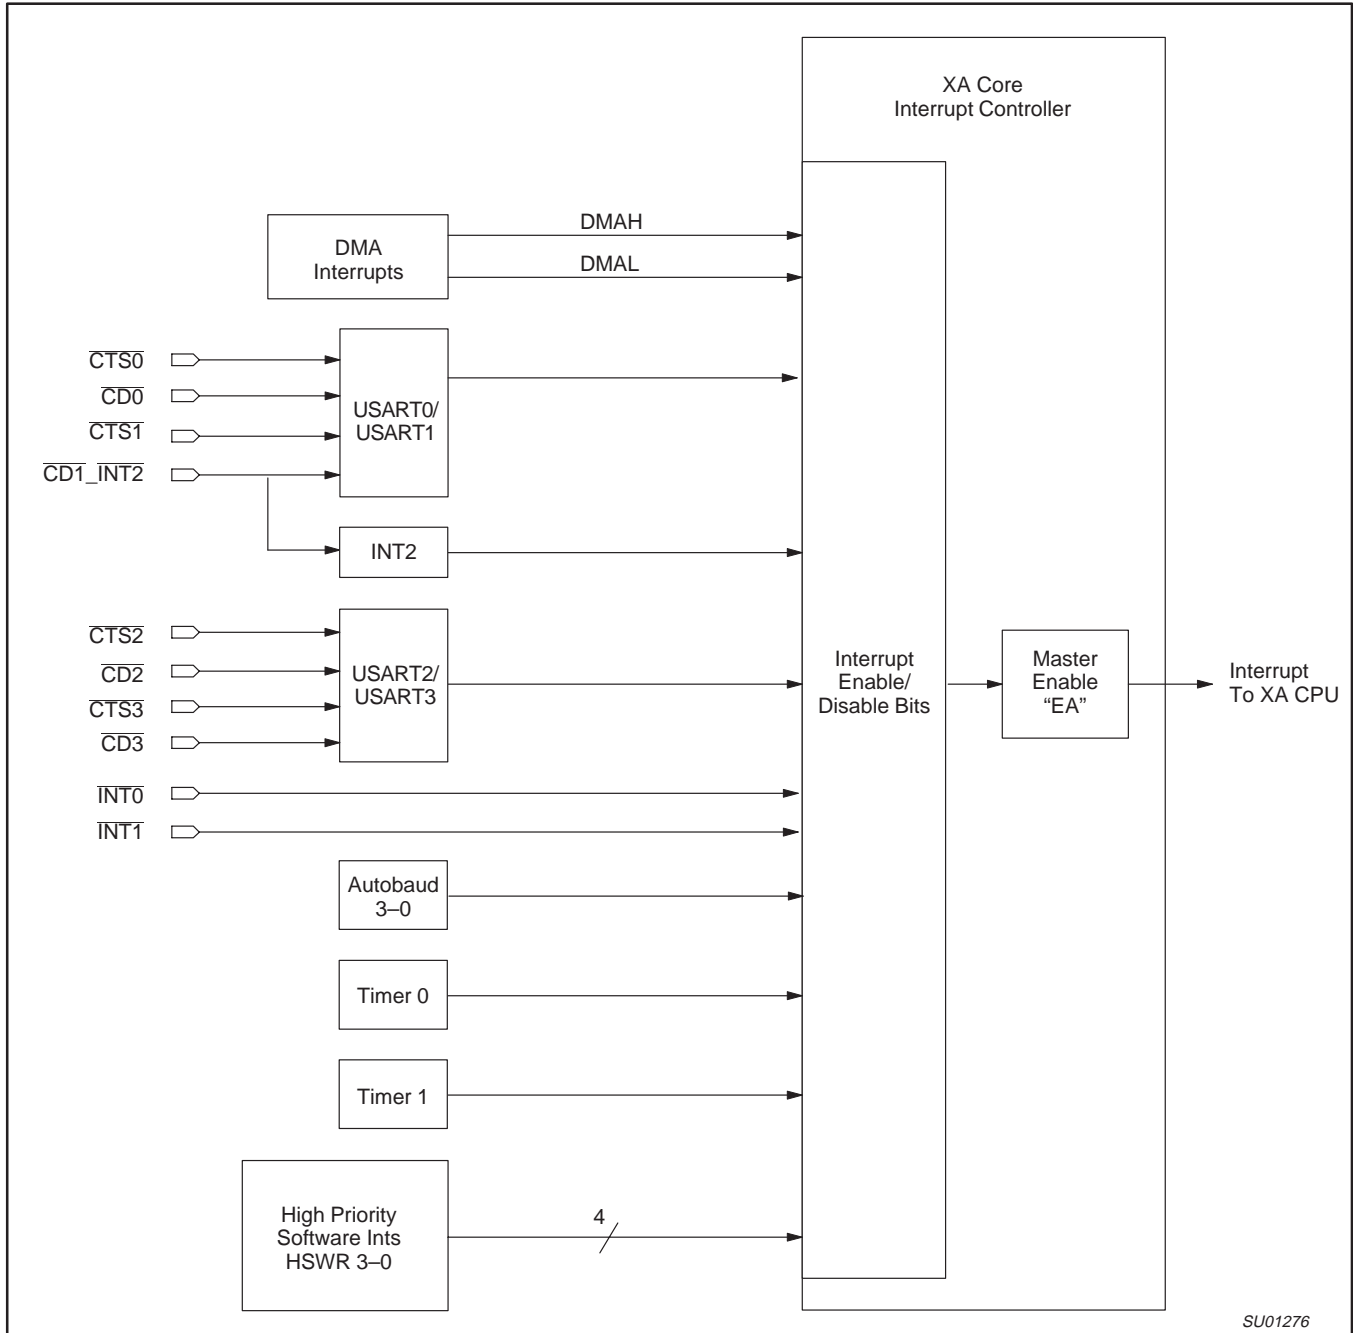 XA Core
Interrupt Controller
DMA
Interrupts
DMAH
DMAL
CTS0
CD0
CTS1
CD1_INT2
USART0/
USART1
INT2
CTS2
CD2
CTS3
CD3
USART2/
USART3
Interrupt
Enable/
Disable Bits
Master
Enable
“EA”
Interrupt
To XA CPU
INT0
INT1
Autobaud
3–0
Timer 0
Timer 1
High Priority
Software Ints
HSWR 3–0
4
SU01276